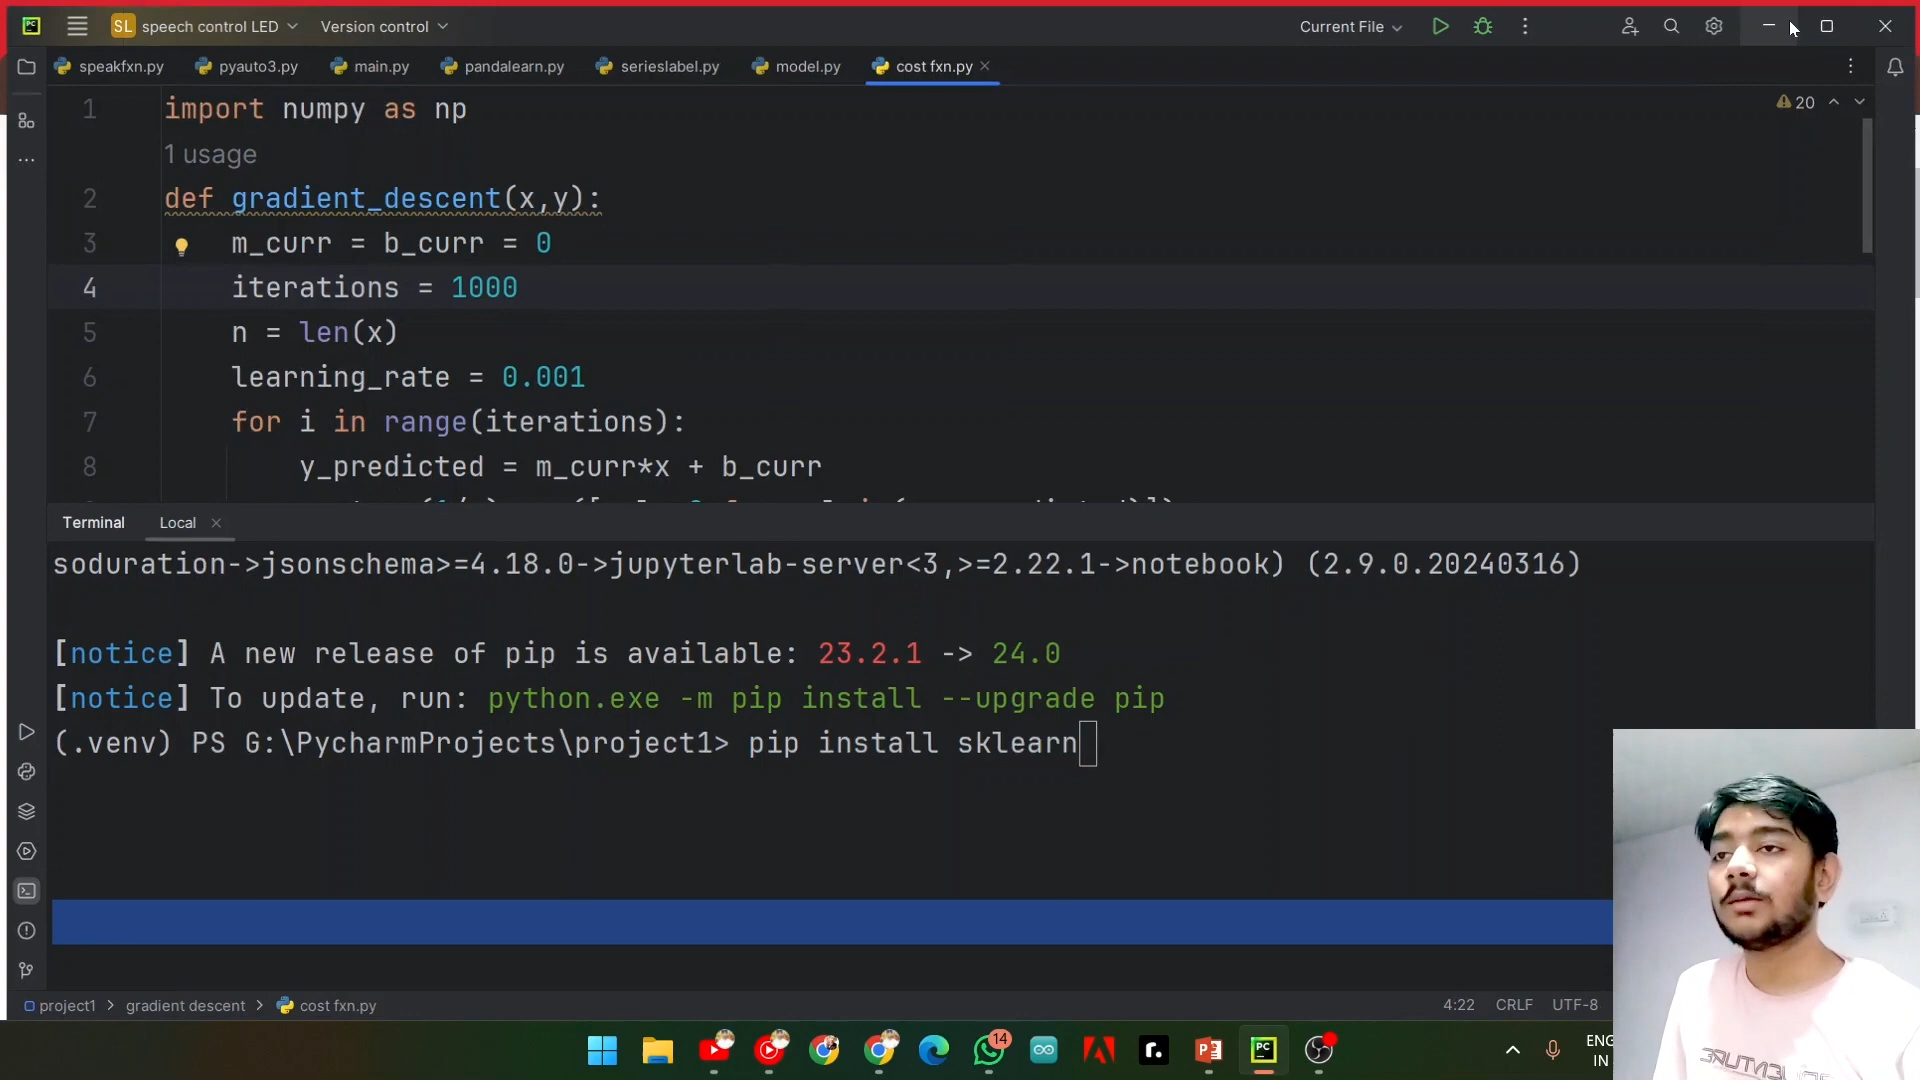 SL speech control LED Version control Current File
speakfxn.py pyauto3.py main.py pandalearn.py serieslabel.py model.py cost fxn.py
1 import numpy as np 20
1 usage
2 def gradient_descent(x,y):
3 m_curr = b_curr = 0
4 iterations = 1000
5 n = len(x)
6 learning_rate = 0.001
7 for i in range(iterations):
8 y_predicted = m_curr*x + b_curr
Terminal Local
soduration->jsonschema>=4.18.0->jupyterlab-server<3,>=2.22.1->notebook) (2.9.0.20240316)
[notice] A new release of pip is available: 23.2.1 -> 24.0
[notice] To update, run: python.exe -m pip install --upgrade pip
(.venv) PS G:\PycharmProjects\project1> pip install sklearn
project1 > gradient descent > cost fxn.py 4:22 CRLF UTF-8
14 PC ENG
IN